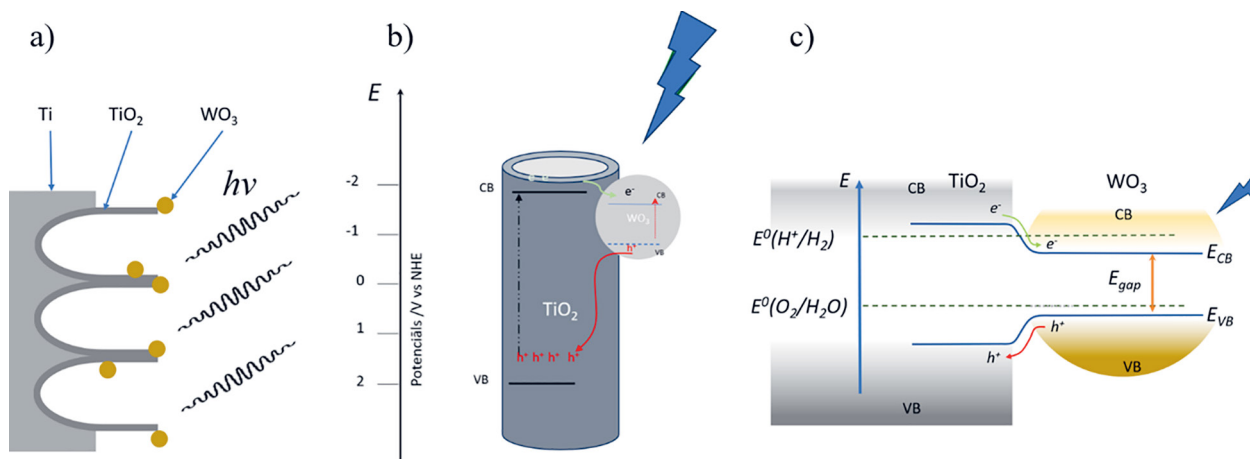 a)
Ti
TiO2
WO3
hν
b)
E
-2
-1
0
1
2
Potenciāls /V vs NHE
CB
e-
CB
WO3
h+
VB
TiO2
h+ h+ h+ h+
VB
c)
E
CB
TiO2
WO3
e-
CB
E0(H+/H2)
e-
ECB
Egap
E0(O2/H2O)
EVB
h+
h+
VB
VB